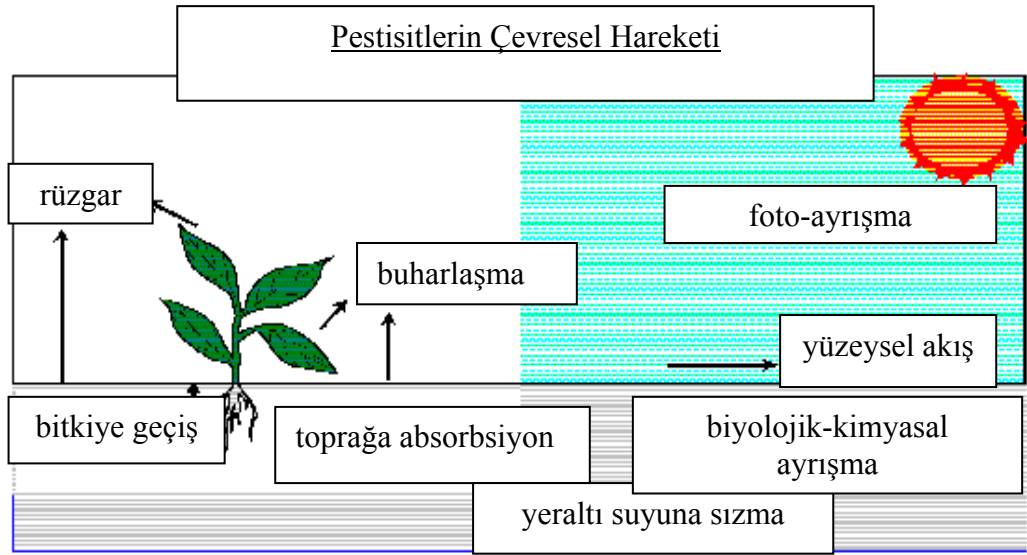 Pestisitlerin Çevresel Hareketi
rüzgar
foto-ayrışma
buharlaşma
yüzeysel akış
bitkiye geçiş
toprağa absorbsiyon
biyolojik-kimyasal
ayrışma
yeraltı suyuna sızma